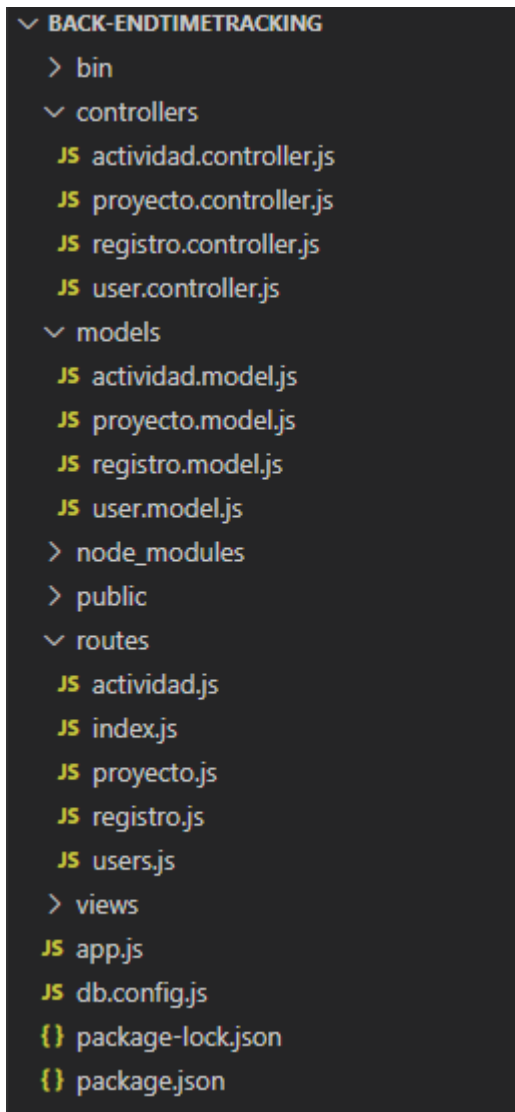 BACK-ENDTIMETRACKING
bin
controllers
JS actividad.controller.js
JS proyecto.controller.js
JS registro.controller.js
JS user.controller.js
models
JS actividad.model.js
JS proyecto.model.js
JS registro.model.js
JS user.model.js
node_modules
public
routes
JS actividad.js
JS index.js
JS proyecto.js
JS registro.js
JS users.js
views
JS app.js
JS db.config.js
{} package-lock.json
{} package.json